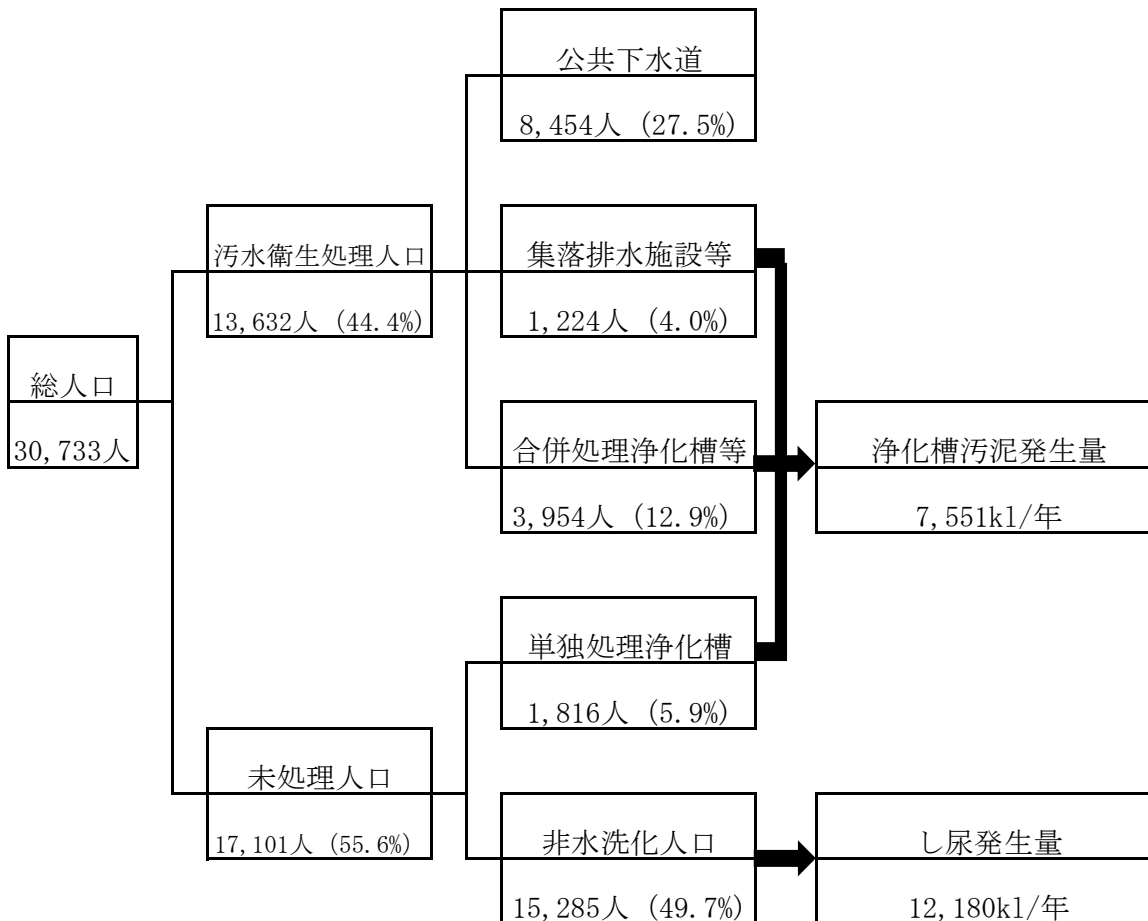 公共下水道
8,454人 (27.5%)
汚水衛生処理人口
13,632人 (44.4%)
集落排水施設等
1,224人 (4.0%)
総人口
30,733人
合併処理浄化槽等
3,954人 (12.9%)
浄化槽汚泥発生量
7,551kl/年
単独処理浄化槽
1,816人 (5.9%)
未処理人口
17,101人 (55.6%)
非水洗化人口
15,285人 (49.7%)
し尿発生量
12,180kl/年